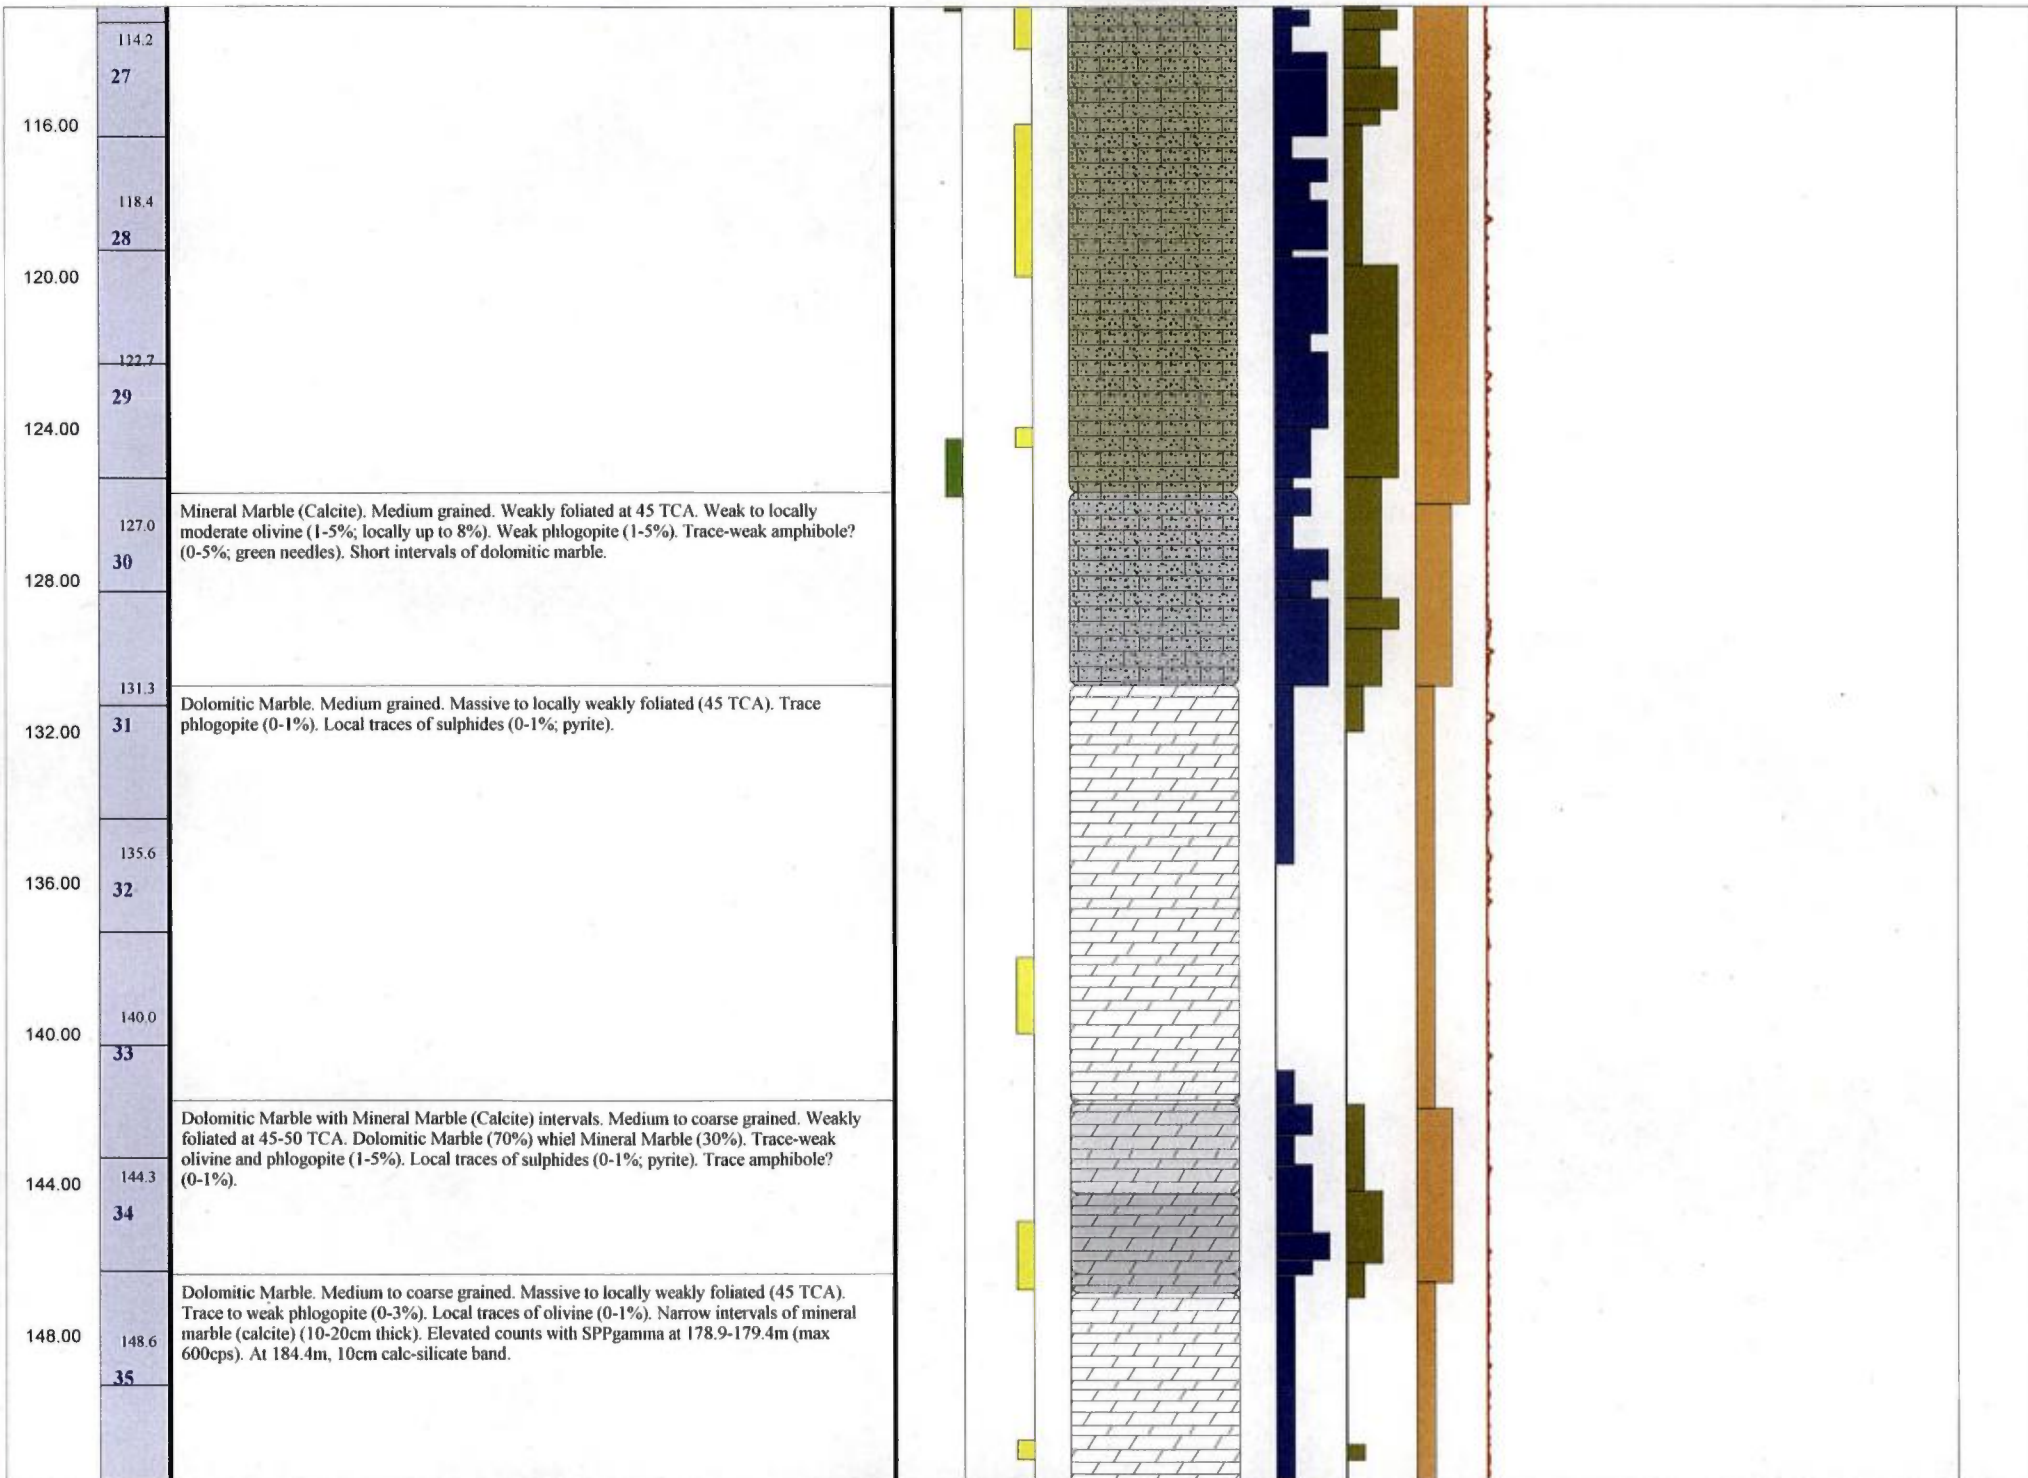 114.2
27
116.00
118.4
28
120.00
122.7
29
124.00
Mineral Marble (Calcite). Medium grained. Weakly foliated at 45 TCA. Weak to locally
moderate olivine (1-5%; locally up to 8%). Weak phlogopite (1-5%). Trace-weak amphibole?
(0-5%; green needles). Short intervals of dolomitic marble.
127.0
30
128.00
131.3
Dolomitic Marble. Medium grained. Massive to locally weakly foliated (45 TCA). Trace
phlogopite (0-1%). Local traces of sulphides (0-1%; pyrite).
31
132.00
135.6
136.00
32
140.0
140.00
33
Dolomitic Marble with Mineral Marble (Calcite) intervals. Medium to coarse grained. Weakly
foliated at 45-50 TCA. Dolomitic Marble (70%) whiel Mineral Marble (30%). Trace-weak
olivine and phlogopite (1-5%). Local traces of sulphides (0-1%; pyrite). Trace amphibole?
(0-1%).
144.3
144.00
34
Dolomitic Marble. Medium to coarse grained. Massive to locally weakly foliated (45 TCA).
Trace to weak phlogopite (0-3%). Local traces of olivine (0-1%). Narrow intervals of mineral
marble (calcite) (10-20cm thick). Elevated counts with SPPgamma at 178.9-179.4m (max
600cps). At 184.4m, 10cm calc-silicate band.
148.00
148.6
35